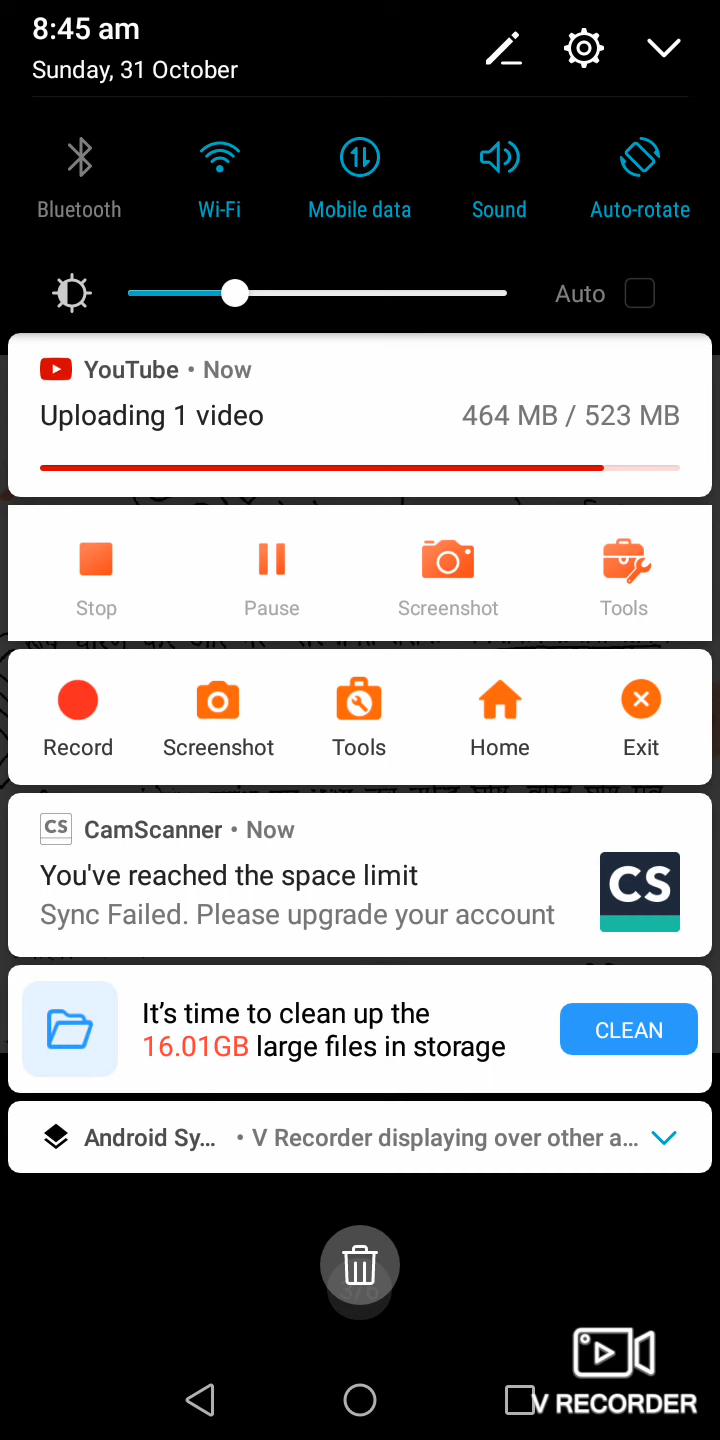 8:45 am
Sunday, 31 October
Bluetooth
Wi-Fi
Mobile data
Sound
Auto-rotate
Auto
YouTube • Now
Uploading 1 video
464 MB / 523 MB
Stop
Pause
Screenshot
Tools
Record
Screenshot
Tools
Home
Exit
CS
CamScanner • Now
You've reached the space limit
Sync Failed. Please upgrade your account
CS
It's time to clean up the
16.01GB large files in storage
CLEAN
Android Sy... • V Recorder displaying over other a...
3/6
V RECORDER